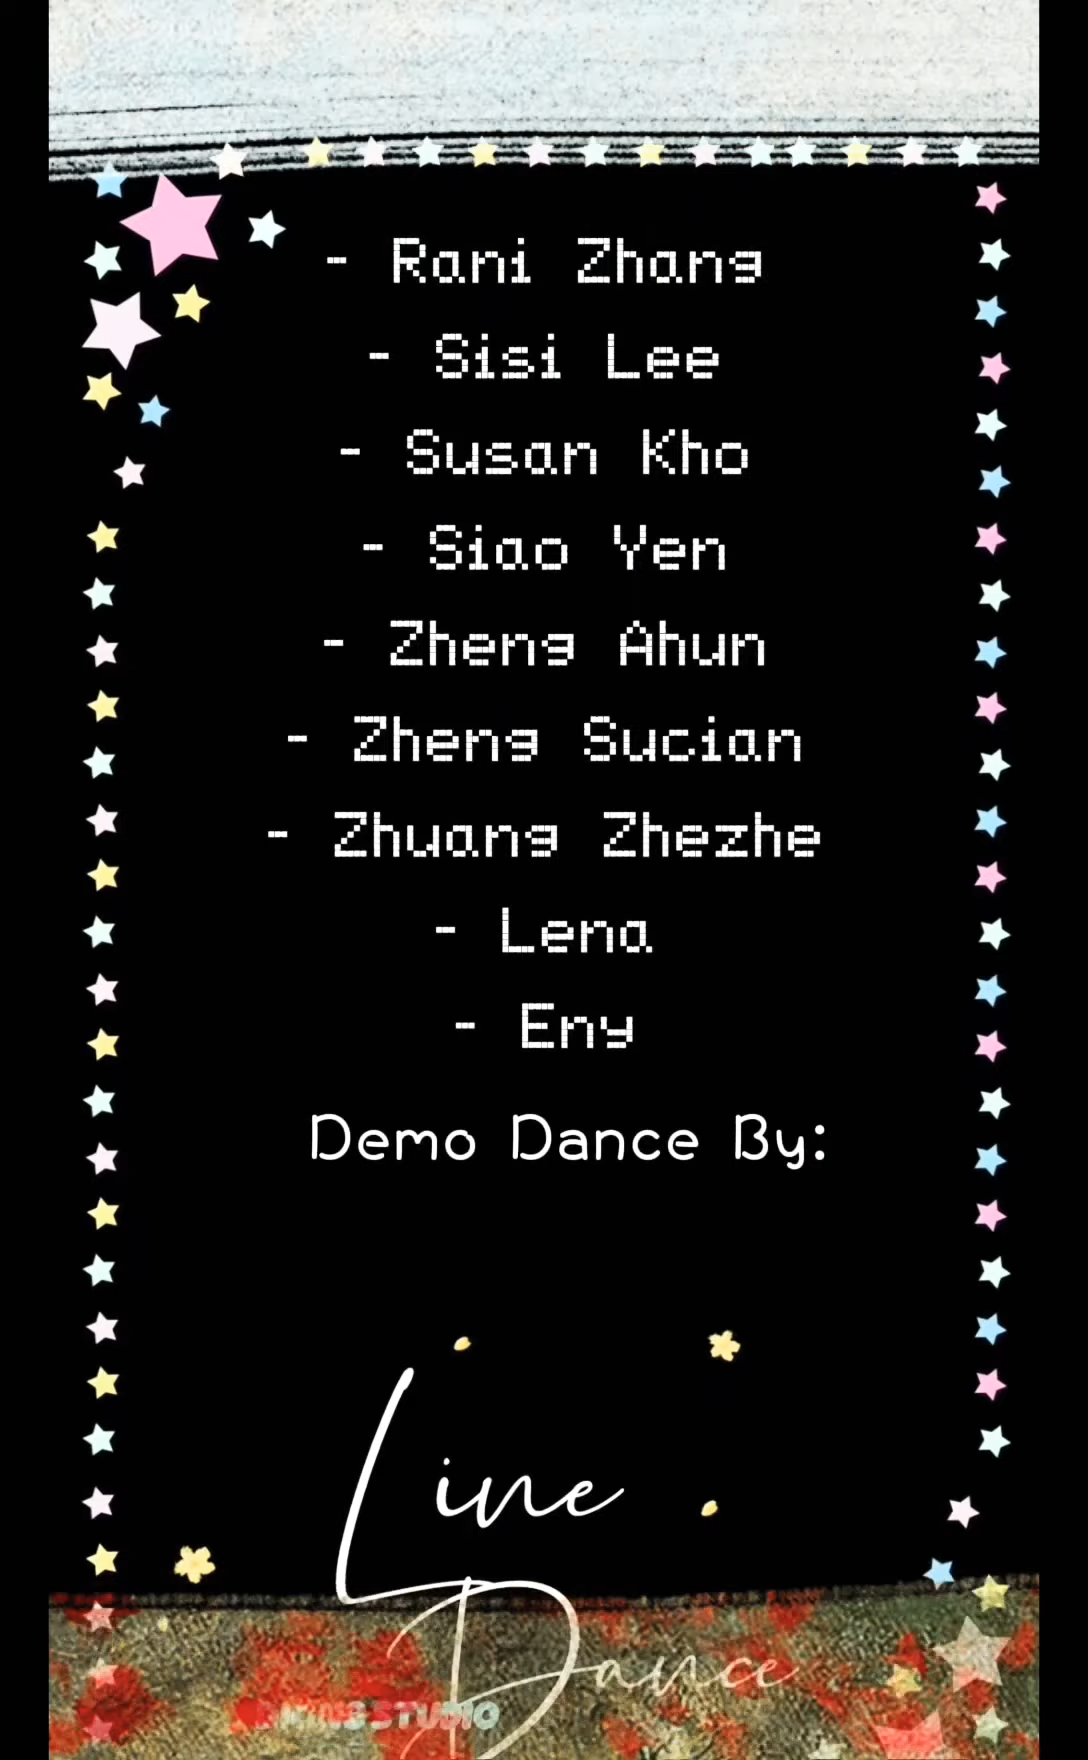 - Rani Zhang
- Sisi Lee
- Susan Kho
- Siao Yen
- Zheng Ahun
- Zheng Sucian
- Zhuang Zhezhe
- Lena
- Eny
Demo Dance By:
Line
Dance
STUDIO